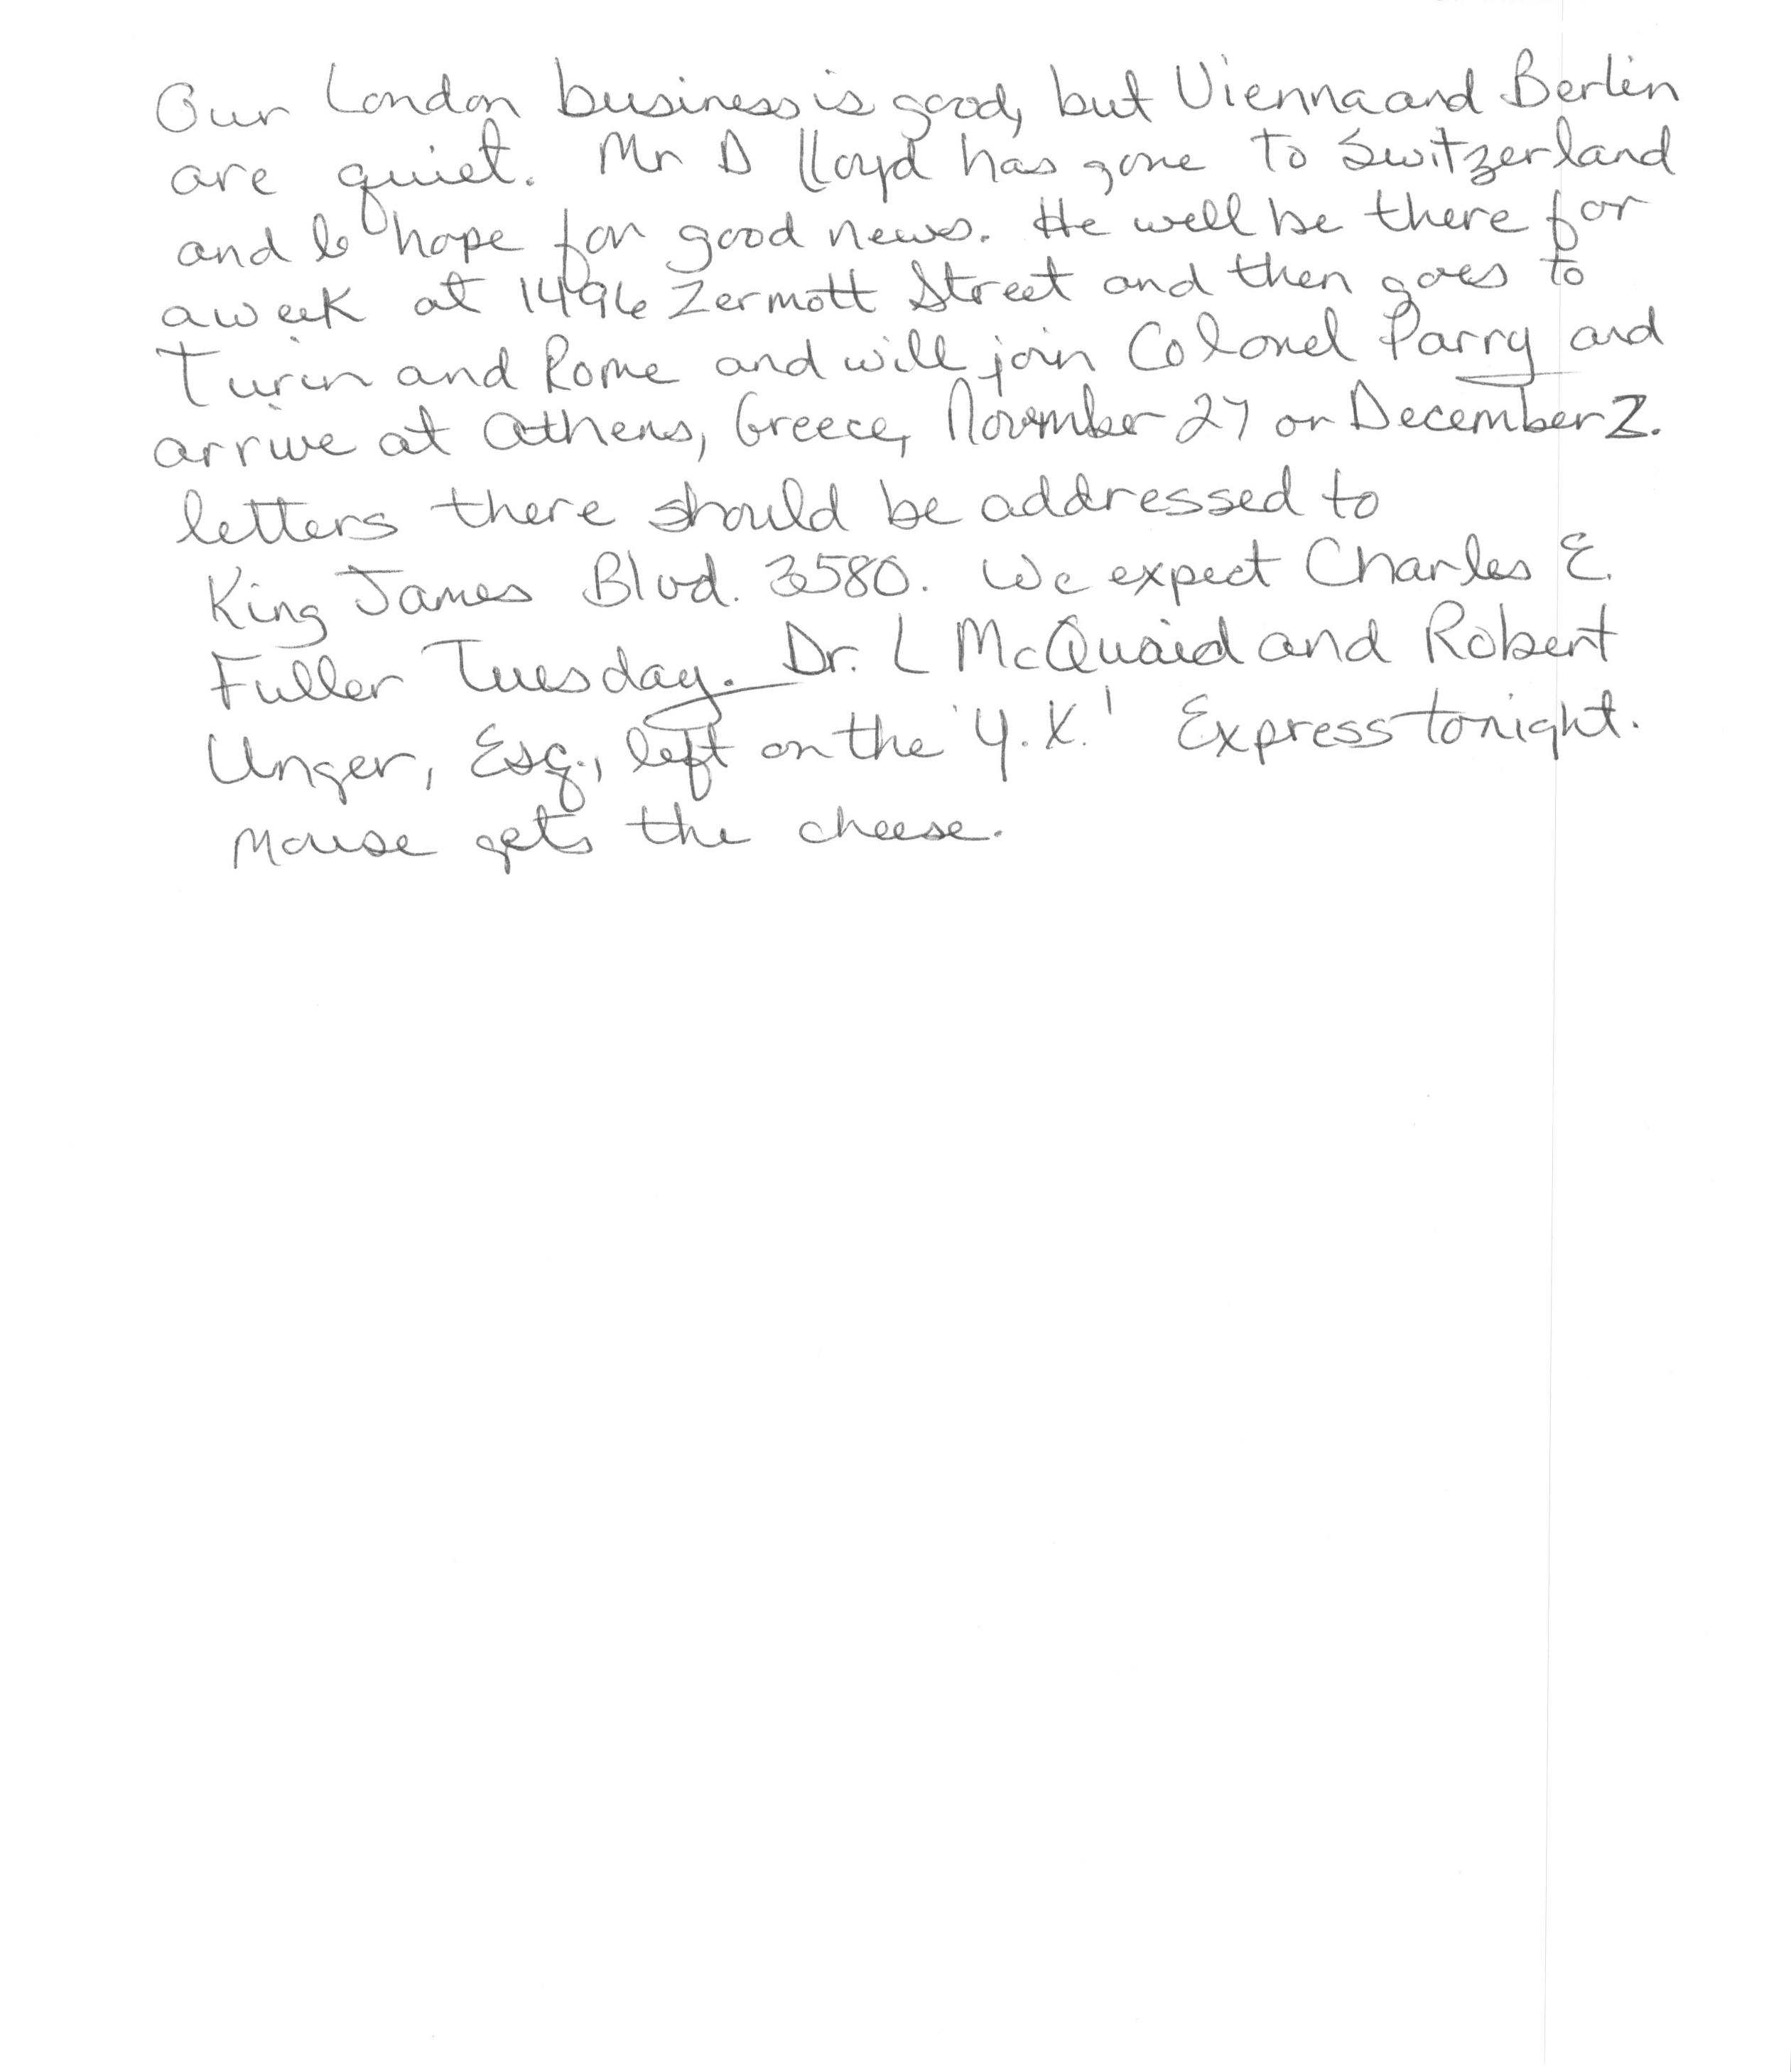 Our London business is good, but Vienna and Berlin
are quiet. Mr D Lloyd has gone to Switzerland
and b hope for good news. He will be there for
a week at 1496 Zermott Street and then goes to
Turin and Rome and will join Colonel Parry and
arrive at Athens, Greece, November 27 or December 2.
letters there should be addressed to
King James Blvd. 3580. We expect Charles E.
Fuller Tuesday. Dr. L McQuaid and Robert
Unger, Esq., left on the 'Y.X.' Express tonight.
Mouse gets the cheese.